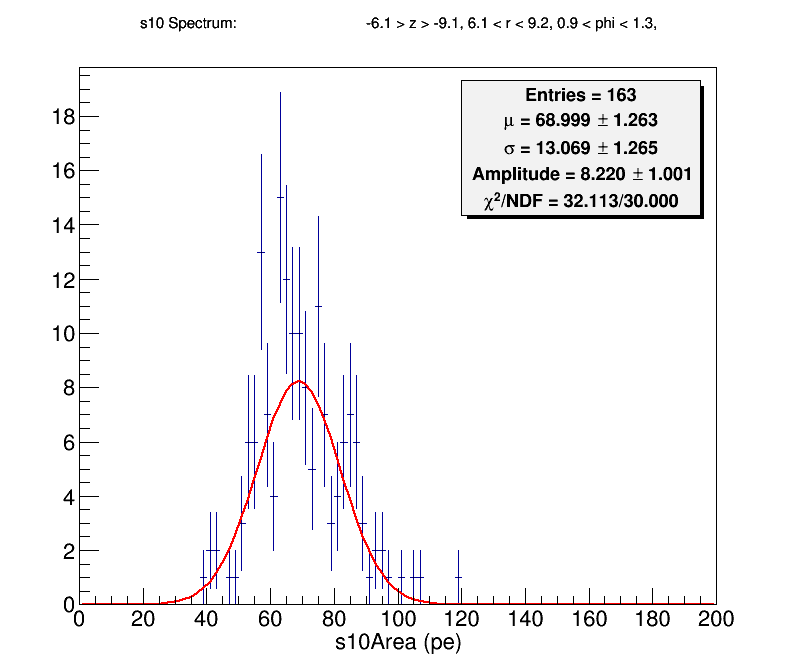 s10 Spectrum: -6.1 > z > -9.1, 6.1 < r < 9.2, 0.9 < phi < 1.3,
Entries = 163
μ = 68.999 ± 1.263
σ = 13.069 ± 1.265
Amplitude = 8.220 ± 1.001
χ²/NDF = 32.113/30.000
18
16
14
12
10
8
6
4
2
0
0 20 40 60 80 100 120 140 160 180 200
s10Area (pe)